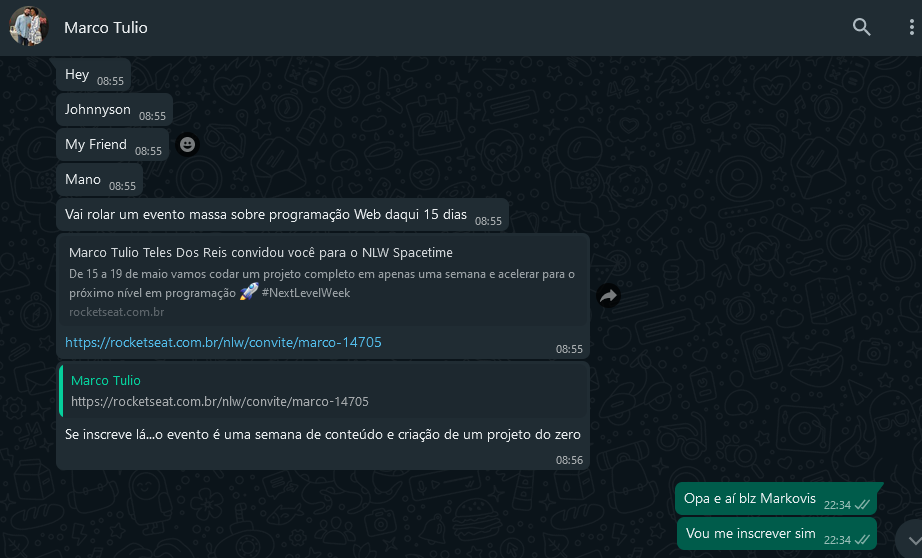 Marco Tulio
Hey 08:55
Johnnyson 08:55
My Friend 08:55
Mano 08:55
Vai rolar um evento massa sobre programação Web daqui 15 dias 08:55
Marco Tulio Teles Dos Reis convidou você para o NLW Spacetime
De 15 a 19 de maio vamos codar um projeto completo em apenas uma semana e acelerar para o
próximo nível em programação 🚀 #NextLevelWeek
rocketseat.com.br
https://rocketseat.com.br/nlw/convite/marco-14705
08:55
Marco Tulio
https://rocketseat.com.br/nlw/convite/marco-14705
Se inscreve lá...o evento é uma semana de conteúdo e criação de um projeto do zero
08:56
Opa e aí blz Markovis 22:34
Vou me inscrever sim 22:34